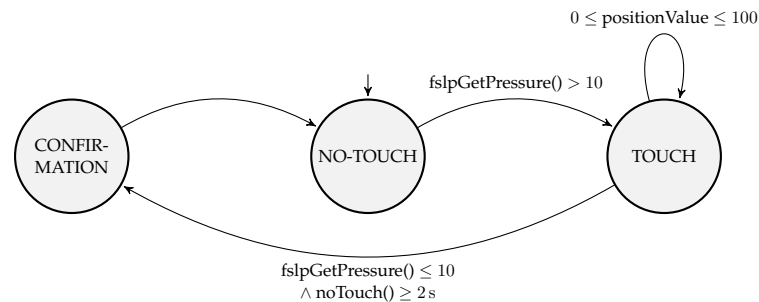 0 ≤ positionValue ≤ 100
fslpGetPressure() > 10
CONFIR-
MATION
NO-TOUCH
TOUCH
fslpGetPressure() ≤ 10
∧ noTouch() ≥ 2 s